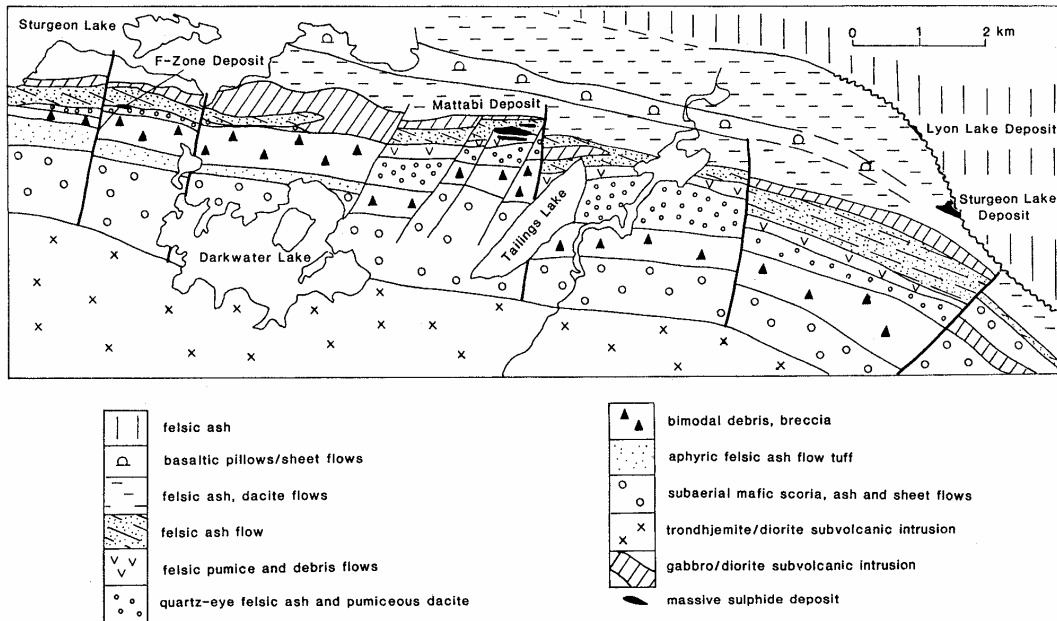 Sturgeon Lake
F-Zone Deposit
0 1 2 km
Mattabi Deposit
Lyon Lake Deposit
Sturgeon Lake
Deposit
Tailings Lake
Darkwater Lake
felsic ash
basaltic pillows/sheet flows
felsic ash, dacite flows
felsic ash flow
felsic pumice and debris flows
quartz-eye felsic ash and pumiceous dacite
bimodal debris, breccia
aphyric felsic ash flow tuff
subaerial mafic scoria, ash and sheet flows
trondhjemite/diorite subvolcanic intrusion
gabbro/diorite subvolcanic intrusion
massive sulphide deposit